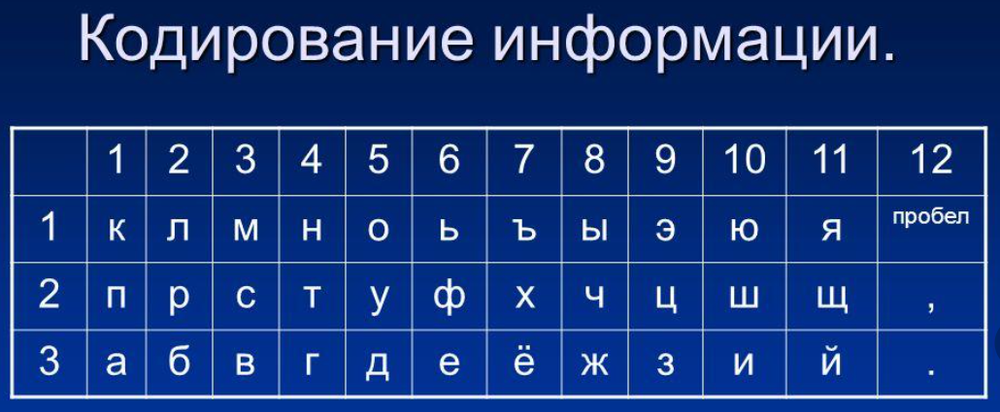 Кодирование информации.
1 2 3 4 5 6 7 8 9 10 11 12
1 к л м н о ь ъ ы э ю я пробел
2 п р с т у ф х ч ц ш щ ,
3 а б в г д е ё ж з и й .